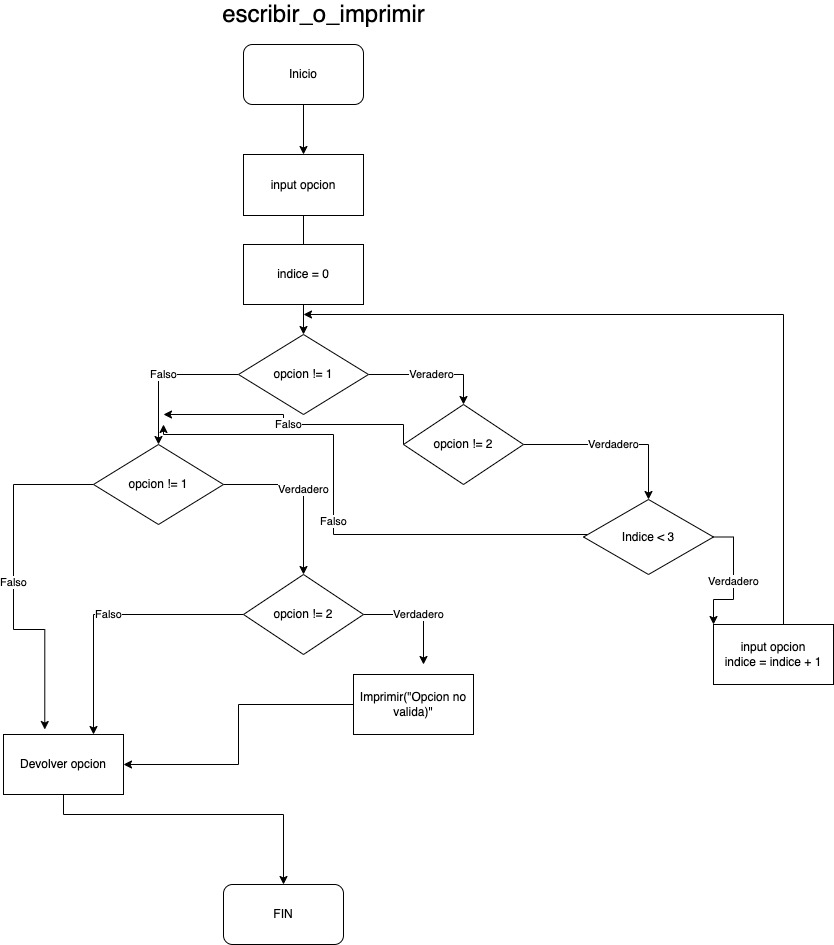 escribir_o_imprimir
Inicio
input opcion
indice = 0
opcion != 1
Falso
Veradero
opcion != 2
Falso
Verdadero
Indice < 3
Falso
Verdadero
input opcion
indice = indice + 1
opcion != 1
Falso
Verdadero
opcion != 2
Falso
Verdadero
Imprimir("Opcion no
valida)"
Devolver opcion
FIN